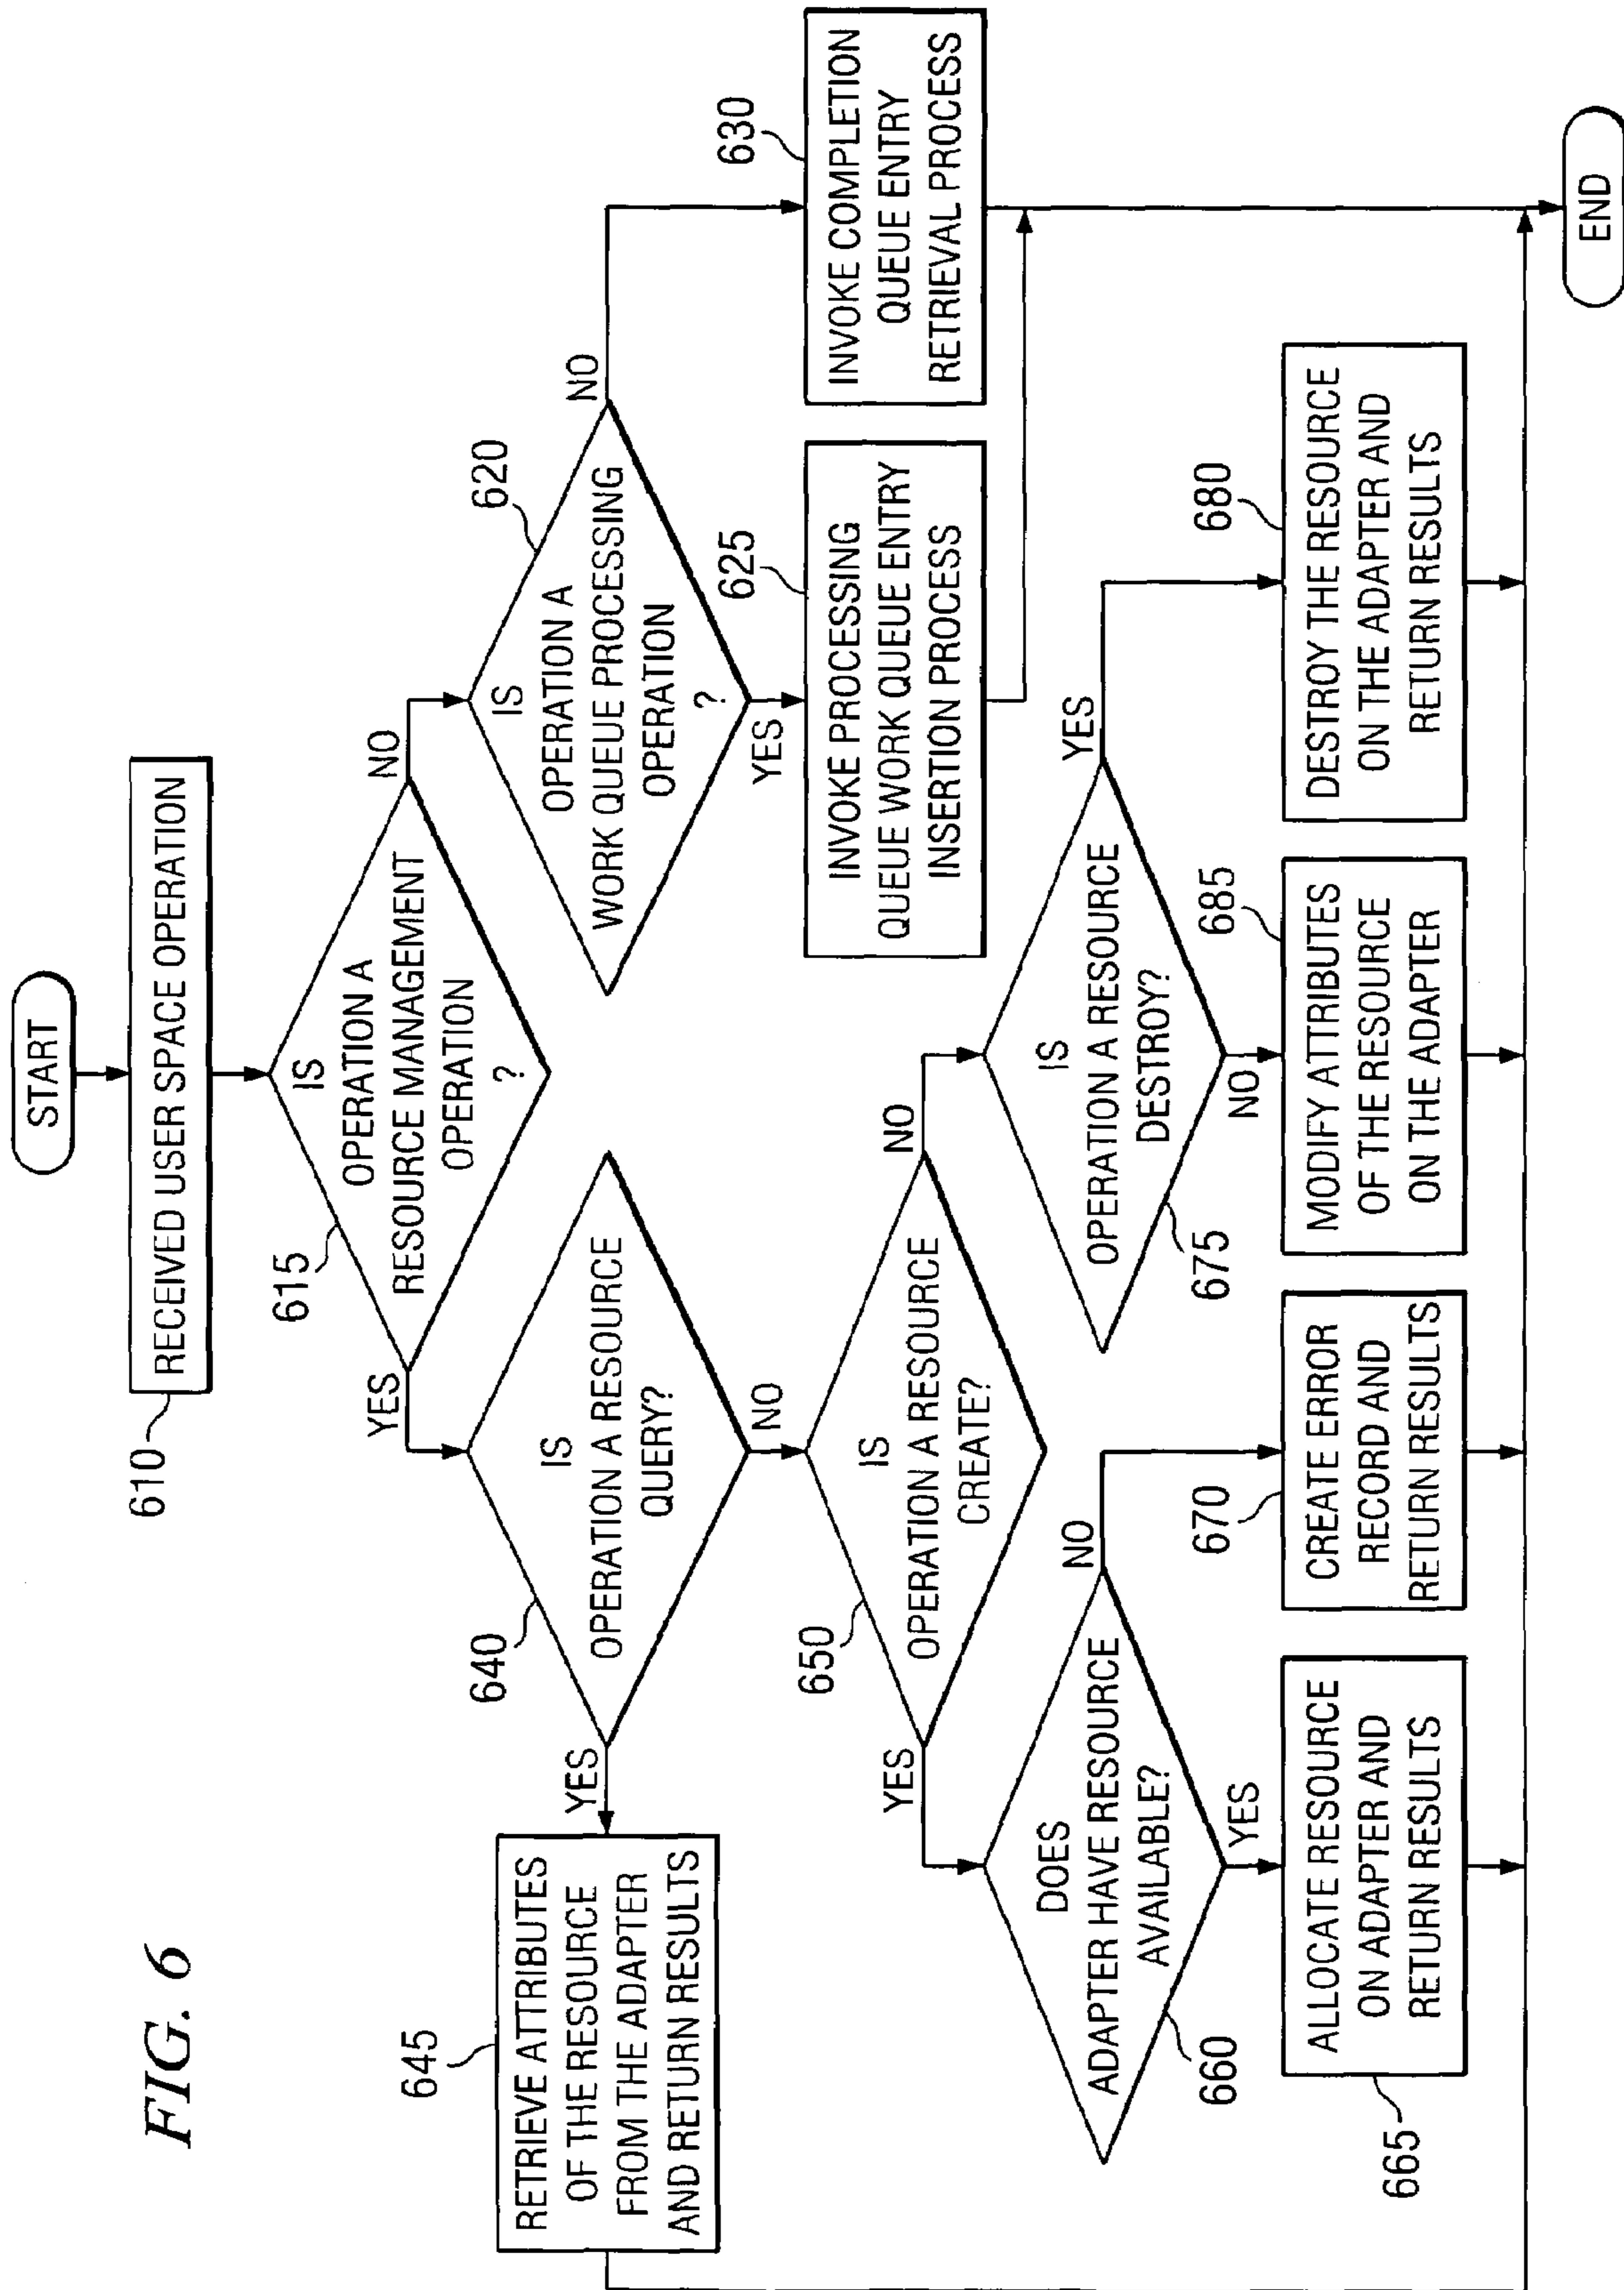 FIG. 6
START
610
RECEIVED USER SPACE OPERATION
615
IS
OPERATION A
RESOURCE MANAGEMENT
OPERATION
?
YES
NO
620
IS
OPERATION A
WORK QUEUE PROCESSING
OPERATION
?
YES
NO
640
IS
OPERATION A RESOURCE
QUERY?
YES
NO
645
RETRIEVE ATTRIBUTES
OF THE RESOURCE
FROM THE ADAPTER
AND RETURN RESULTS
625
INVOKE PROCESSING
QUEUE WORK QUEUE ENTRY
INSERTION PROCESS
630
INVOKE COMPLETION
QUEUE ENTRY
RETRIEVAL PROCESS
650
IS
OPERATION A RESOURCE
CREATE?
YES
NO
660
DOES
ADAPTER HAVE RESOURCE
AVAILABLE?
YES
NO
675
IS
OPERATION A RESOURCE
DESTROY?
NO
YES
665
ALLOCATE RESOURCE
ON ADAPTER AND
RETURN RESULTS
670
CREATE ERROR
RECORD AND
RETURN RESULTS
685
MODIFY ATTRIBUTES
OF THE RESOURCE
ON THE ADAPTER
680
DESTROY THE RESOURCE
ON THE ADAPTER AND
RETURN RESULTS
END